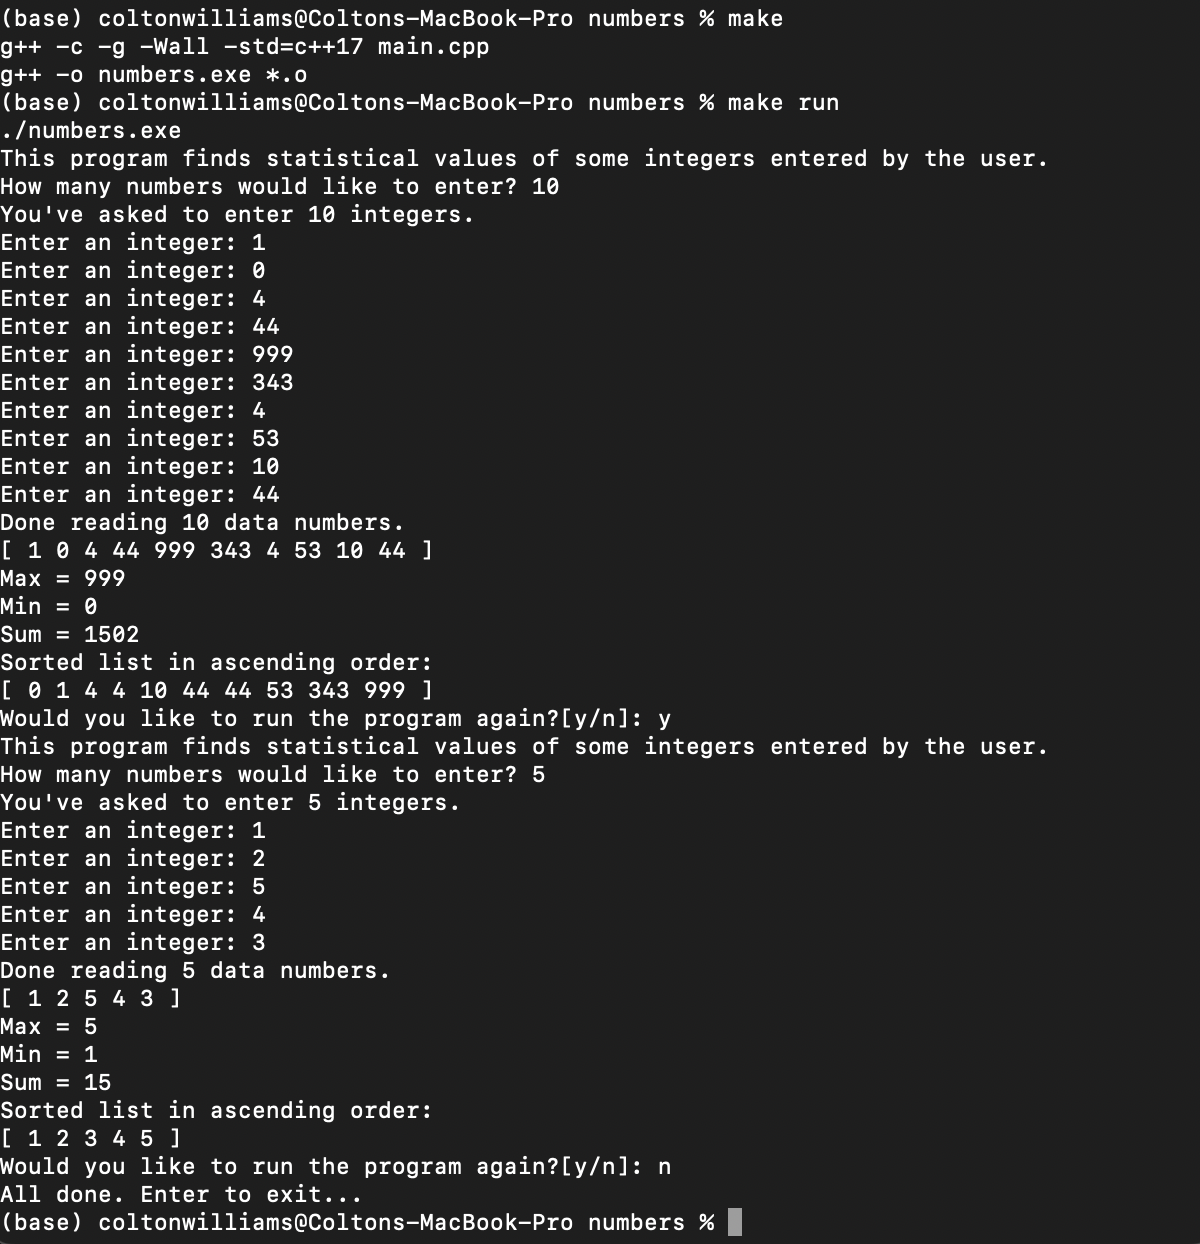 (base) coltonwilliams@Coltons-MacBook-Pro numbers % make
g++ -c -g -Wall -std=c++17 main.cpp
g++ -o numbers.exe *.o
(base) coltonwilliams@Coltons-MacBook-Pro numbers % make run
./numbers.exe
This program finds statistical values of some integers entered by the user.
How many numbers would like to enter? 10
You've asked to enter 10 integers.
Enter an integer: 1
Enter an integer: 0
Enter an integer: 4
Enter an integer: 44
Enter an integer: 999
Enter an integer: 343
Enter an integer: 4
Enter an integer: 53
Enter an integer: 10
Enter an integer: 44
Done reading 10 data numbers.
[ 1 0 4 44 999 343 4 53 10 44 ]
Max = 999
Min = 0
Sum = 1502
Sorted list in ascending order:
[ 0 1 4 4 10 44 44 53 343 999 ]
Would you like to run the program again?[y/n]: y
This program finds statistical values of some integers entered by the user.
How many numbers would like to enter? 5
You've asked to enter 5 integers.
Enter an integer: 1
Enter an integer: 2
Enter an integer: 5
Enter an integer: 4
Enter an integer: 3
Done reading 5 data numbers.
[ 1 2 5 4 3 ]
Max = 5
Min = 1
Sum = 15
Sorted list in ascending order:
[ 1 2 3 4 5 ]
Would you like to run the program again?[y/n]: n
All done. Enter to exit...
(base) coltonwilliams@Coltons-MacBook-Pro numbers %